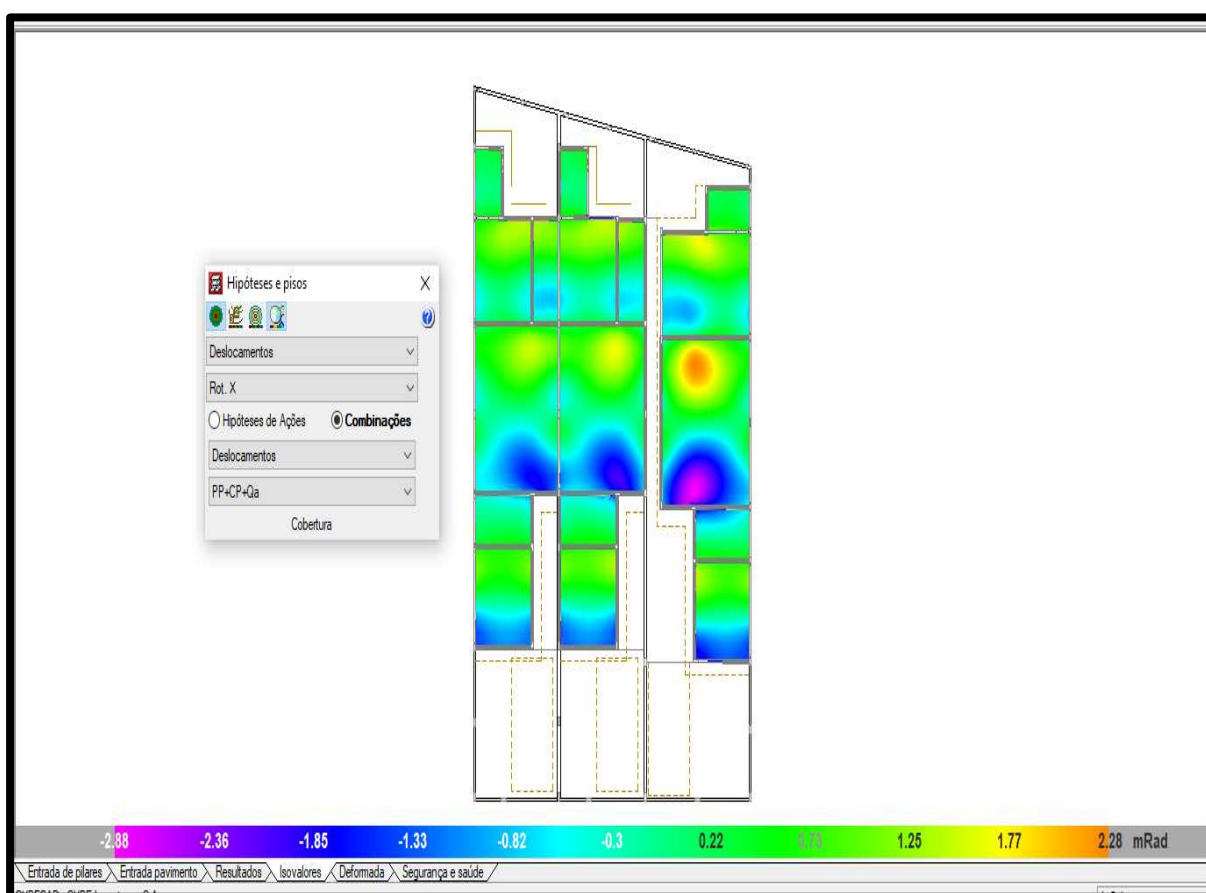 Hipóteses e pisos
Deslocamentos
Rot. X
Hipóteses de Ações Combinações
Deslocamentos
PP+CP+Qa
Cobertura
-2.88 -2.36 -1.85 -1.33 -0.82 -0.3 0.22 0.73 1.25 1.77 2.28 mRad
Entrada de pilares Entrada pavimento Resultados Isovalores Deformada Segurança e saúde